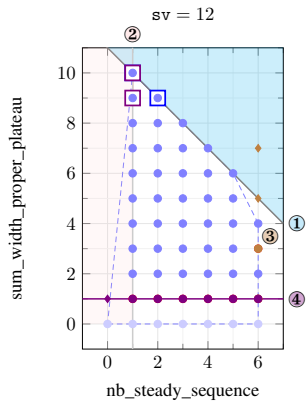 sv = 12
②
10
8
6
4
2
0
①
③
④
0 2 4 6
sum_width_proper_plateau
nb_steady_sequence